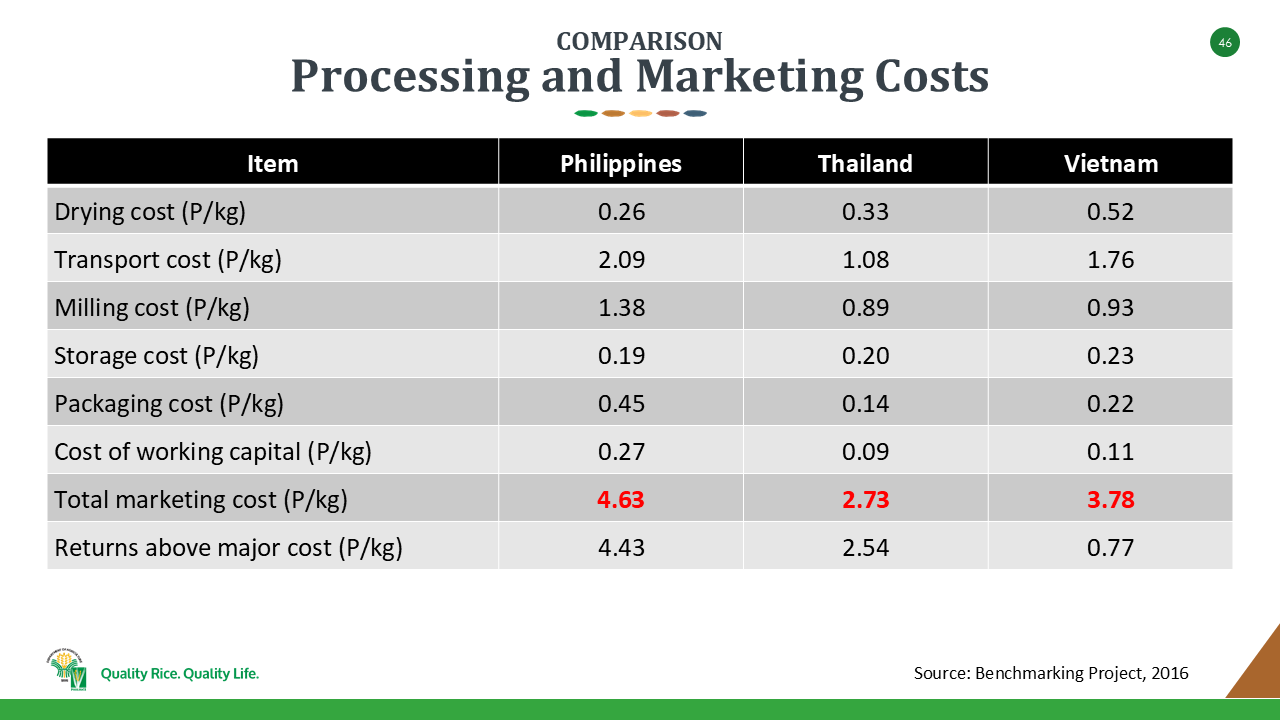 COMPARISON
46
Processing and Marketing Costs
Item Philippines Thailand Vietnam
Drying cost (P/kg) 0.26 0.33 0.52
Transport cost (P/kg) 2.09 1.08 1.76
Milling cost (P/kg) 1.38 0.89 0.93
Storage cost (P/kg) 0.19 0.20 0.23
Packaging cost (P/kg) 0.45 0.14 0.22
Cost of working capital (P/kg) 0.27 0.09 0.11
Total marketing cost (P/kg) 4.63 2.73 3.78
Returns above major cost (P/kg) 4.43 2.54 0.77
Quality Rice. Quality Life.
Source: Benchmarking Project, 2016